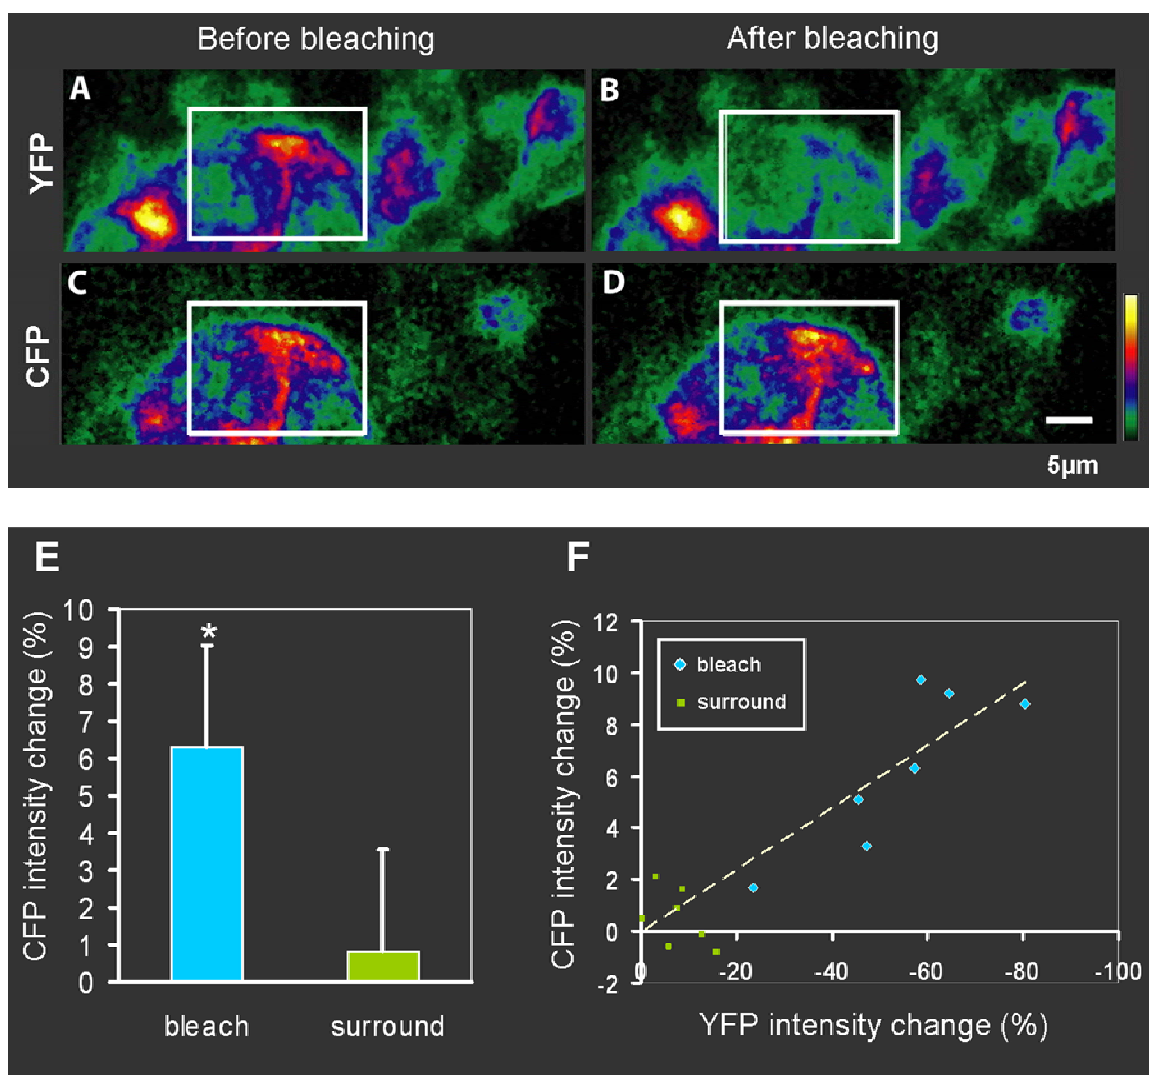 Before bleaching
After bleaching
YFP
A
B
CFP
C
D
5µm
E
F
CFP intensity change (%)
10
9
8
7
6
5
4
3
2
1
0
*
bleach
surround
CFP intensity change (%)
12
10
8
6
4
2
0
-2
bleach
surround
0
-20
-40
-60
-80
-100
YFP intensity change (%)